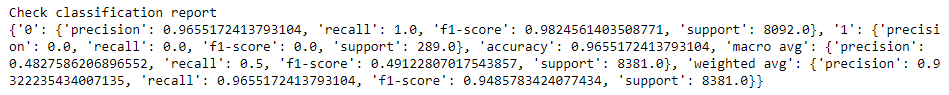 Check classification report
{'0': {'precision': 0.9655172413793104, 'recall': 1.0, 'f1-score': 0.9824561403508771, 'support': 8092.0}, '1': {'precisi
on': 0.0, 'recall': 0.0, 'f1-score': 0.0, 'support': 289.0}, 'accuracy': 0.9655172413793104, 'macro avg': {'precision':
0.4827586206896552, 'recall': 0.5, 'f1-score': 0.49122807017543857, 'support': 8381.0}, 'weighted avg': {'precision': 0.9
322235434007135, 'recall': 0.9655172413793104, 'f1-score': 0.9485783424077434, 'support': 8381.0}}